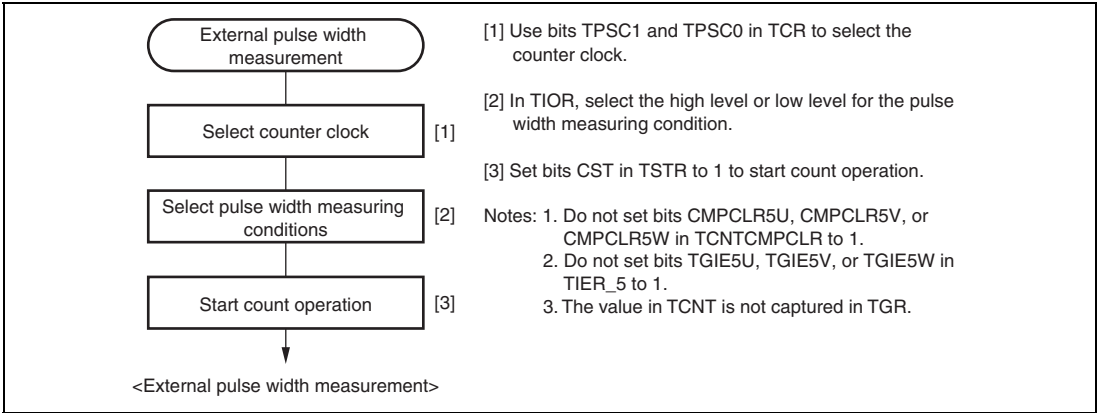 External pulse width
measurement
Select counter clock
[1]
Select pulse width measuring
conditions
[2]
Start count operation
[3]
<External pulse width measurement>
[1] Use bits TPSC1 and TPSC0 in TCR to select the
counter clock.
[2] In TIOR, select the high level or low level for the pulse
width measuring condition.
[3] Set bits CST in TSTR to 1 to start count operation.
Notes: 1. Do not set bits CMPCLR5U, CMPCLR5V, or
CMPCLR5W in TCNTCMPCLR to 1.
2. Do not set bits TGIE5U, TGIE5V, or TGIE5W in
TIER_5 to 1.
3. The value in TCNT is not captured in TGR.